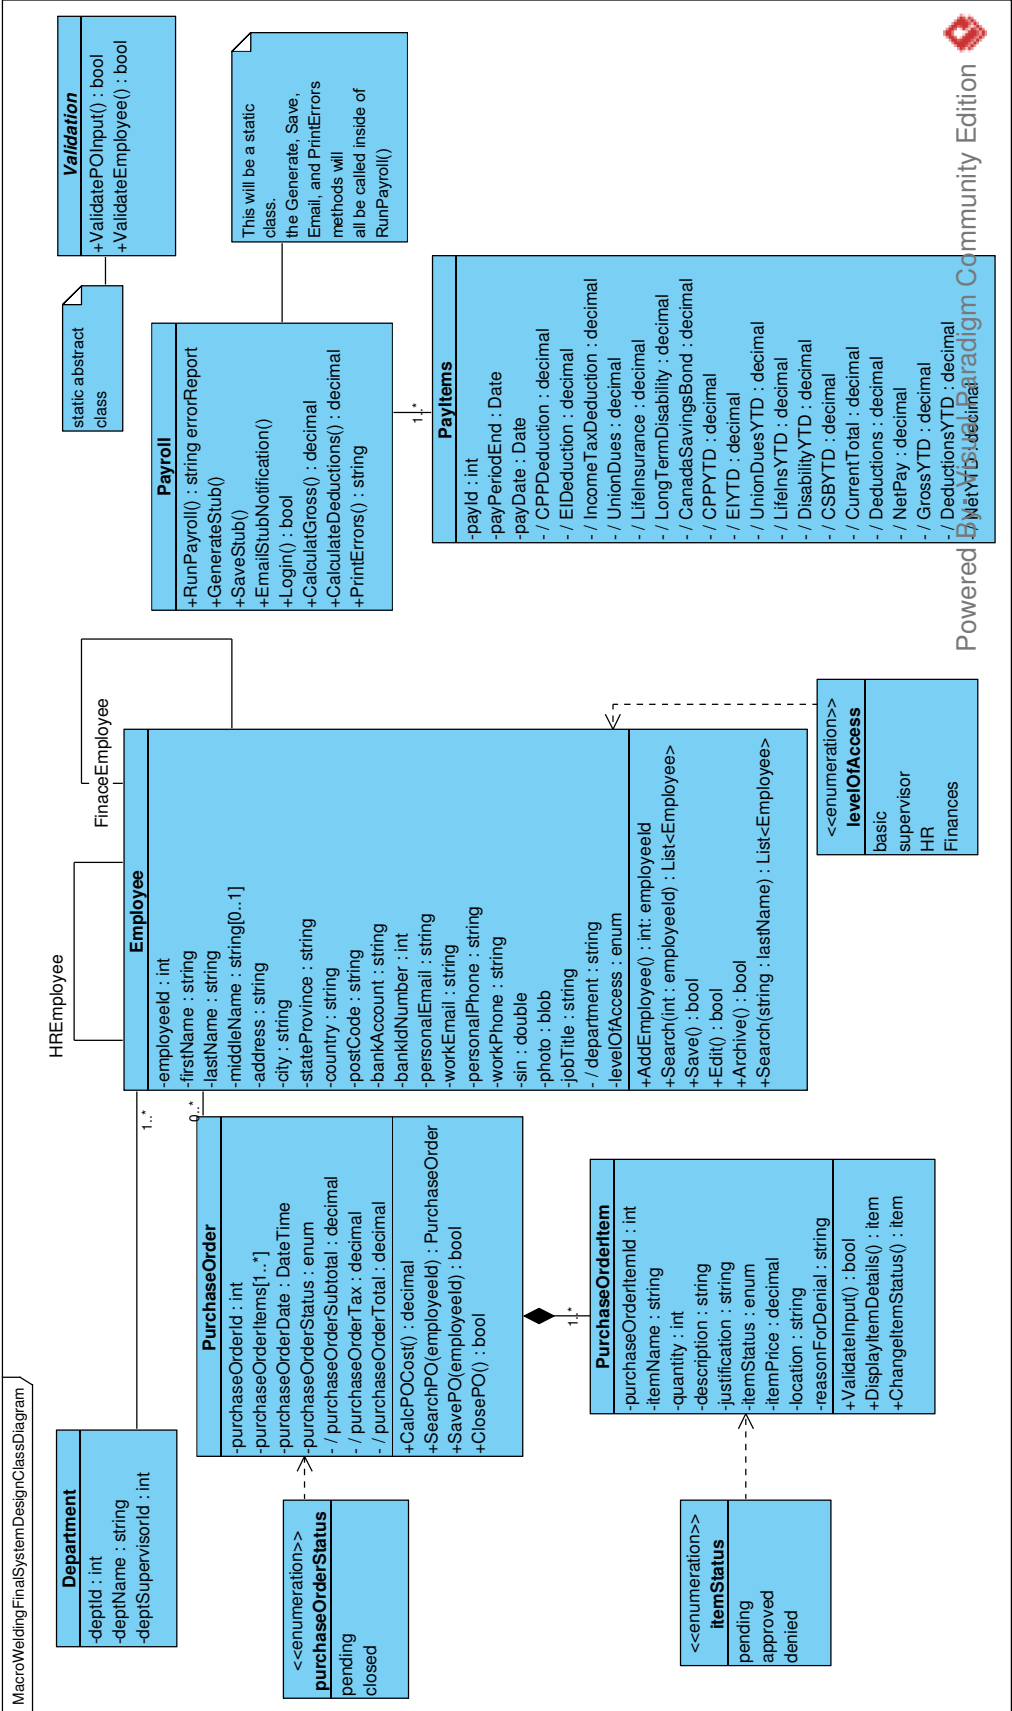 MacroWeldingFinalSystemDesignClassDiagram
Department
-deptId : int
-deptName : string
-deptSupervisorId : int
1..*
0..*
HREmployee
FinaceEmployee
Employee
-employeeId : int
-firstName : string
-lastName : string
-middleName : string[0..1]
-address : string
-city : string
-stateProvince : string
-country : string
-postCode : string
-bankAccount : string
-bankIdNumber : int
-personalEmail : string
-workEmail : string
-personalPhone : string
-workPhone : string
-sin : double
-photo : blob
-jobTitle : string
- / department : string
-levelOfAccess : enum
+AddEmployee() : int: employeeId
+Search(int : employeeId) : List<Employee>
+Save() : bool
+Edit() : bool
+Archive() : bool
+Search(string : lastName) : List<Employee>
static abstract
class
Validation
+ValidatePOInput() : bool
+ValidateEmployee() : bool
Payroll
+RunPayroll() : string errorReport
+GenerateStub()
+SaveStub()
+EmailStubNotification()
+Login() : bool
+CalculatGross() : decimal
+CalculateDeductions() : decimal
+PrintErrors() : string
This will be a static
class.
the Generate, Save,
Email, and PrintErrors
methods will
all be called inside of
RunPayroll()
1..*
PayItems
-payId : int
-payPeriodEnd : Date
-payDate : Date
- / CPPDeduction : decimal
- / EIDeduction : decimal
- / IncomeTaxDeduction : decimal
- / UnionDues : decimal
- / LifeInsurance : decimal
- / LongTermDisability : decimal
- / CanadaSavingsBond : decimal
- / CPPYTD : decimal
- / EIYTD : decimal
- / UnionDuesYTD : decimal
- / LifeInsYTD : decimal
- / DisabilityYTD : decimal
- / CSBYTD : decimal
- / CurrentTotal : decimal
- / Deductions : decimal
- / NetPay : decimal
- / GrossYTD : decimal
- / DeductionsYTD : decimal
- / NetYTD : decimal
purchaseOrderStatus
<<enumeration>>
pending
closed
PurchaseOrder
-purchaseOrderId : int
-purchaseOrderItems[1..*]
-purchaseOrderDate : DateTime
-purchaseOrderStatus : enum
- / purchaseOrderSubtotal : decimal
- / purchaseOrderTax : decimal
- / purchaseOrderTotal : decimal
+CalcPOCost() : decimal
+SearchPO(employeeId) : PurchaseOrder
+SavePO(employeeId) : bool
+ClosePO() : bool
1..*
<<enumeration>>
itemStatus
pending
approved
denied
PurchaseOrderItem
-purchaseOrderItemId : int
-itemName : string
-quantity : int
-description : string
-justification : string
-itemStatus : enum
-itemPrice : decimal
-location : string
-reasonForDenial : string
+ValidateInput() : bool
+DisplayItemDetails() : item
+ChangeItemStatus() : item
<<enumeration>>
levelOfAccess
basic
supervisor
HR
Finances
Powered By: Visual Paradigm Community Edition